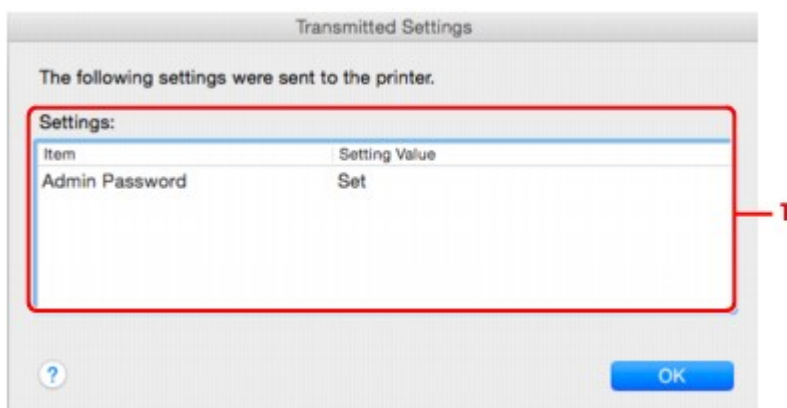 Transmitted Settings
The following settings were sent to the printer.
Settings:
Item Setting Value
Admin Password Set
1
? OK